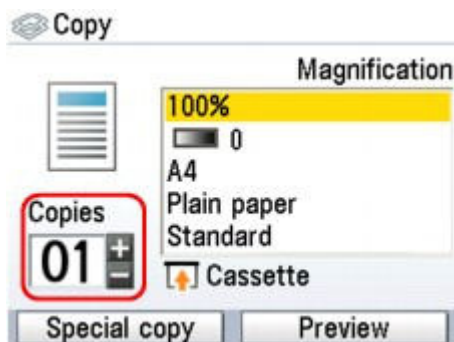 Copy
Magnification
100%
0
A4
Plain paper
Standard
Copies
01 + −
Cassette
Special copy
Preview